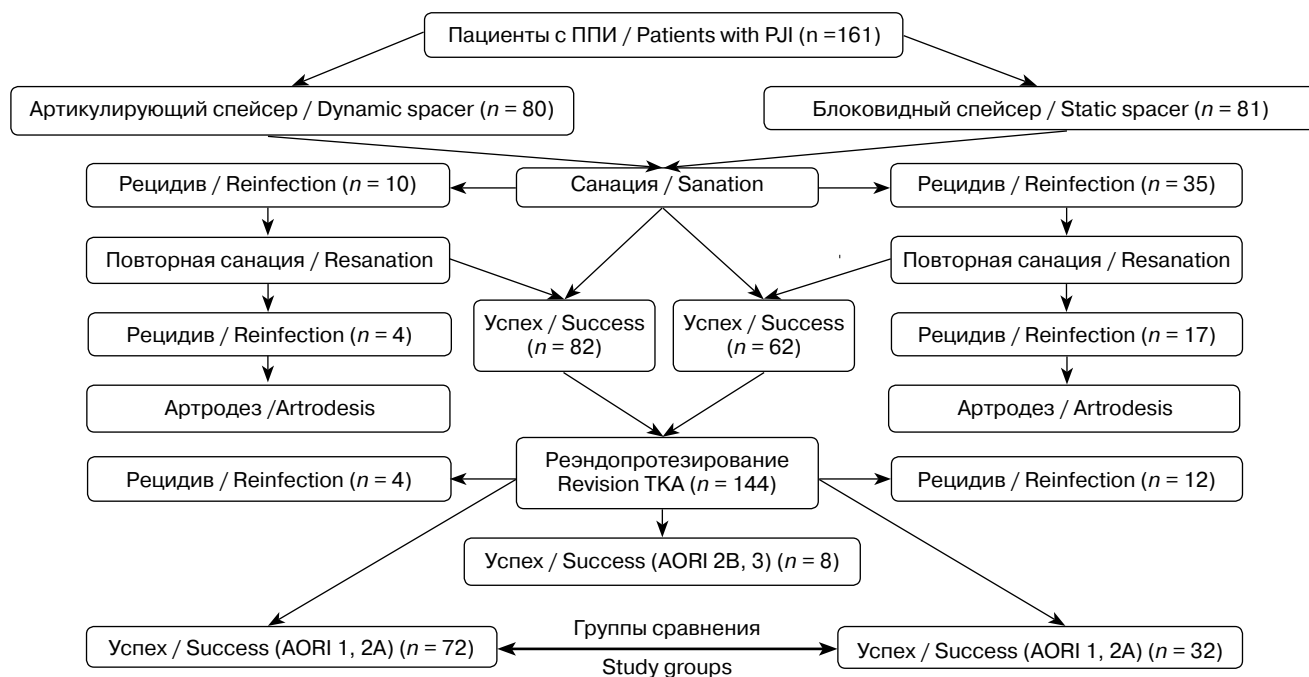 Пациенты с ППИ / Patients with PJI (n =161)
Артикулирующий спейсер / Dynamic spacer (n = 80)
Блоковидный спейсер / Static spacer (n = 81)
Рецидив / Reinfection (n = 10)
Санация / Sanation
Рецидив / Reinfection (n = 35)
Повторная санация / Resanation
Повторная санация / Resanation
Успех / Success
(n = 82)
Успех / Success
(n = 62)
Рецидив / Reinfection (n = 4)
Рецидив / Reinfection (n = 17)
Артродез /Artrodesis
Артродез / Artrodesis
Реэндопротезирование
Revision TKA (n = 144)
Рецидив / Reinfection (n = 4)
Рецидив / Reinfection (n = 12)
Успех / Success (AORI 2B, 3) (n = 8)
Успех / Success (AORI 1, 2A) (n = 72)
Группы сравнения
Study groups
Успех / Success (AORI 1, 2A) (n = 32)